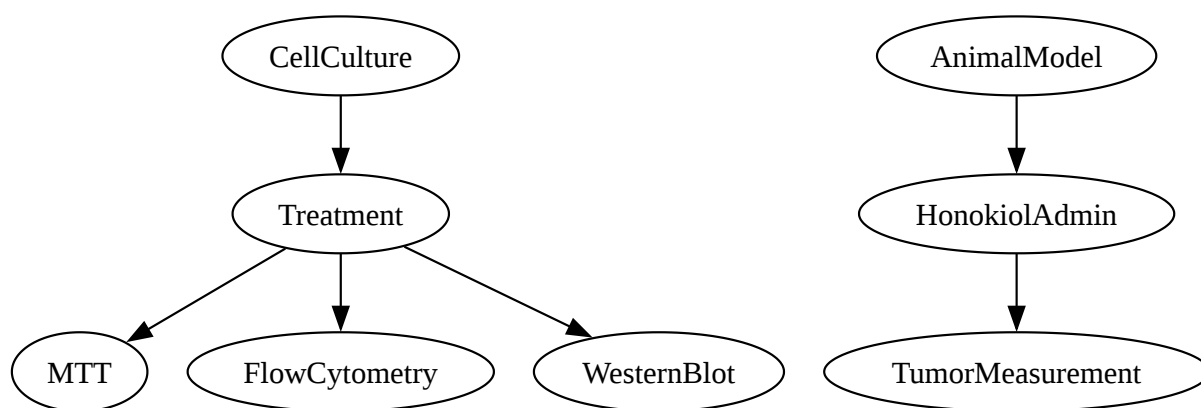 CellCulture
AnimalModel
Treatment
HonokiolAdmin
MTT
FlowCytometry
WesternBlot
TumorMeasurement